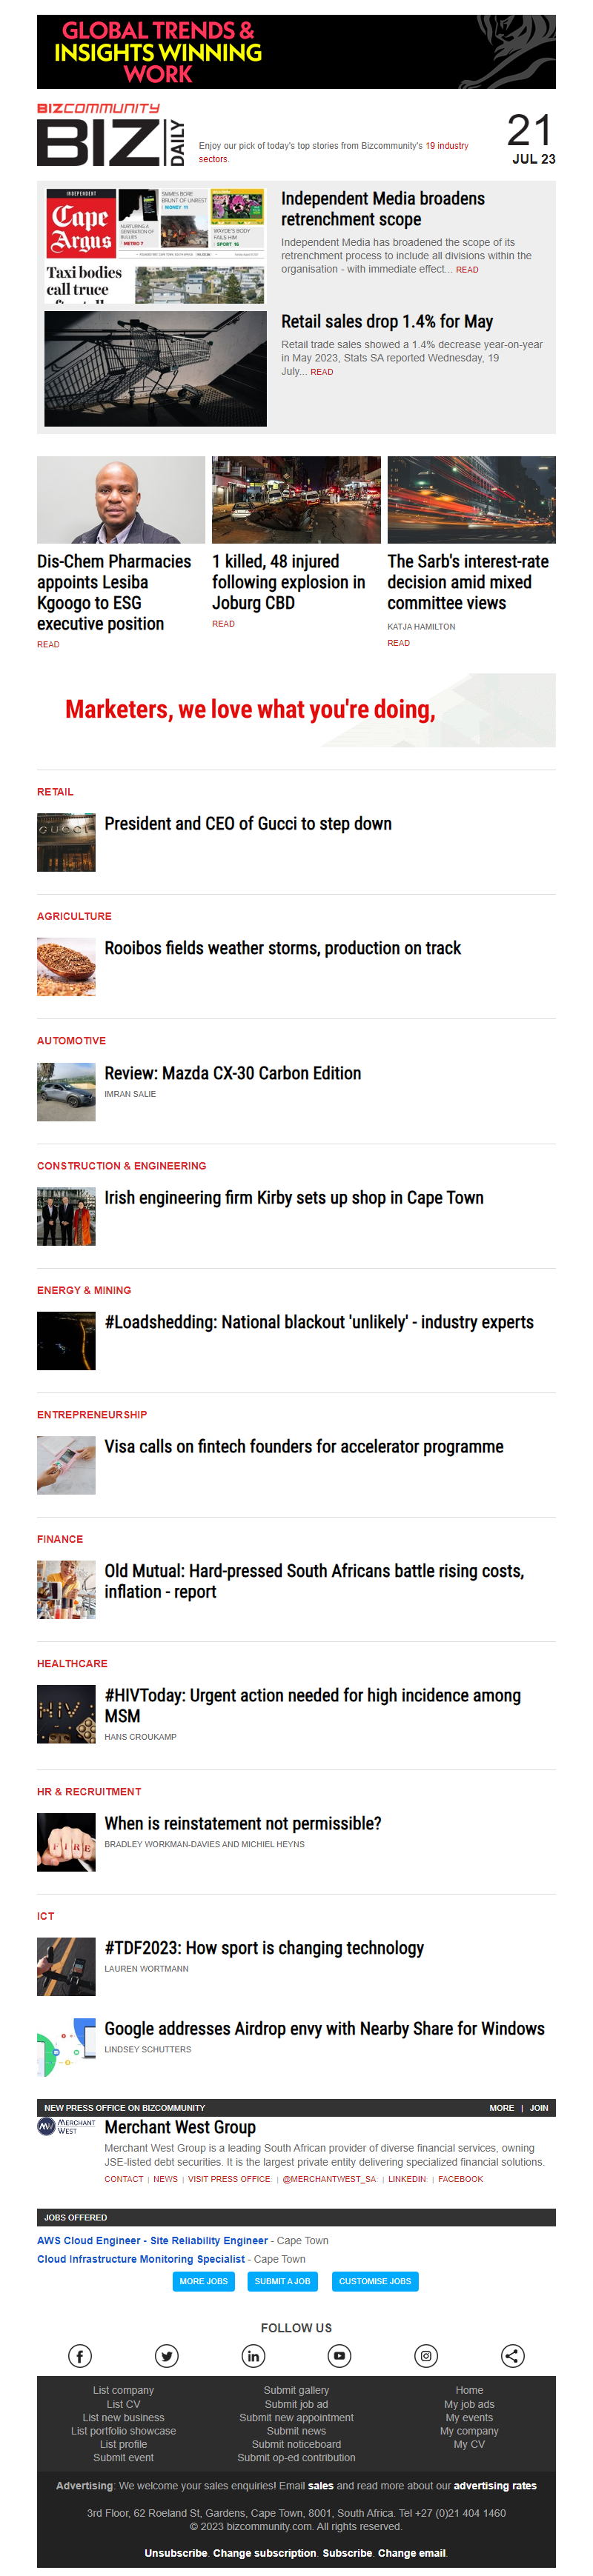 GLOBAL TRENDS &
INSIGHTS WINNING
WORK
BIZCOMMUNITY
BIZ DAILY
Enjoy our pick of today's top stories from Bizcommunity's 19 industry
sectors.
21
JUL 23
INDEPENDENT
Cape
Argus
Taxi bodies
call truce
Independent Media broadens
retrenchment scope
Independent Media has broadened the scope of its
retrenchment process to include all divisions within the
organisation - with immediate effect... READ
Retail sales drop 1.4% for May
Retail trade sales showed a 1.4% decrease year-on-year
in May 2023, Stats SA reported Wednesday, 19
July... READ
Dis-Chem Pharmacies
appoints Lesiba
Kgoogo to ESG
executive position
READ
1 killed, 48 injured
following explosion in
Joburg CBD
READ
The Sarb's interest-rate
decision amid mixed
committee views
KATJA HAMILTON
READ
Marketers, we love what you're doing,
RETAIL
GUCCI
President and CEO of Gucci to step down
AGRICULTURE
Rooibos fields weather storms, production on track
AUTOMOTIVE
Review: Mazda CX-30 Carbon Edition
IMRAN SALIE
CONSTRUCTION & ENGINEERING
Irish engineering firm Kirby sets up shop in Cape Town
ENERGY & MINING
#Loadshedding: National blackout 'unlikely' - industry experts
ENTREPRENEURSHIP
Visa calls on fintech founders for accelerator programme
FINANCE
Old Mutual: Hard-pressed South Africans battle rising costs,
inflation - report
HEALTHCARE
HIV
#HIVToday: Urgent action needed for high incidence among
MSM
HANS CROUKAMP
HR & RECRUITMENT
FIRE
When is reinstatement not permissible?
BRADLEY WORKMAN-DAVIES AND MICHIEL HEYNS
ICT
#TDF2023: How sport is changing technology
LAUREN WORTMANN
Google addresses Airdrop envy with Nearby Share for Windows
LINDSEY SCHUTTERS
NEW PRESS OFFICE ON BIZCOMMUNITY MORE | JOIN
MW MERCHANT
WEST
Merchant West Group
Merchant West Group is a leading South African provider of diverse financial services, owning
JSE-listed debt securities. It is the largest private entity delivering specialized financial solutions.
CONTACT | NEWS | VISIT PRESS OFFICE | @MERCHANTWEST_SA | LINKEDIN | FACEBOOK
JOBS OFFERED
AWS Cloud Engineer - Site Reliability Engineer - Cape Town
Cloud Infrastructure Monitoring Specialist - Cape Town
MORE JOBS SUBMIT A JOB CUSTOMISE JOBS
FOLLOW US
List company
List CV
List new business
List portfolio showcase
List profile
Submit event
Submit gallery
Submit job ad
Submit new appointment
Submit news
Submit noticeboard
Submit op-ed contribution
Home
My job ads
My events
My company
My CV
Advertising: We welcome your sales enquiries! Email sales and read more about our advertising rates
3rd Floor, 62 Roeland St, Gardens, Cape Town, 8001, South Africa. Tel +27 (0)21 404 1460
© 2023 bizcommunity.com. All rights reserved.
Unsubscribe. Change subscription. Subscribe. Change email.